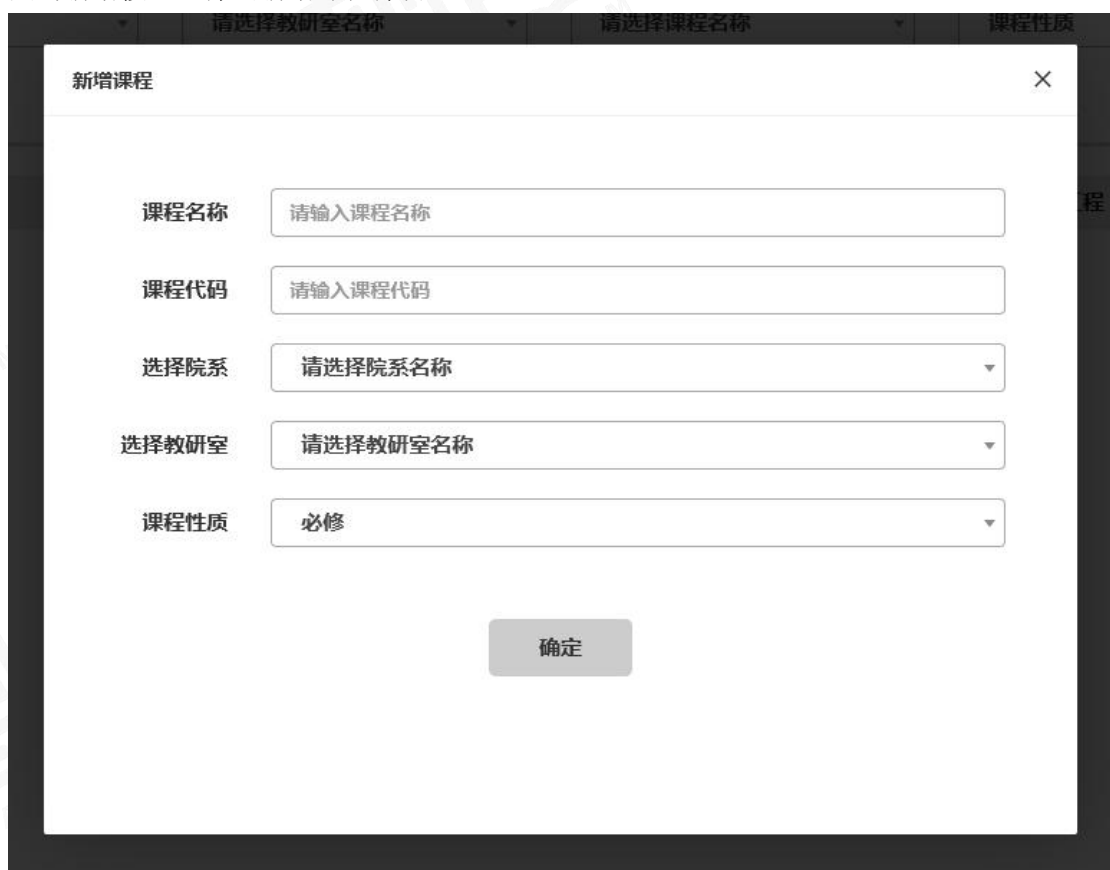 请选择教研室名称 请选择课程名称 课程性质
新增课程
程
课程名称 请输入课程名称
课程代码 请输入课程代码
选择院系 请选择院系名称
选择教研室 请选择教研室名称
课程性质 必修
确定